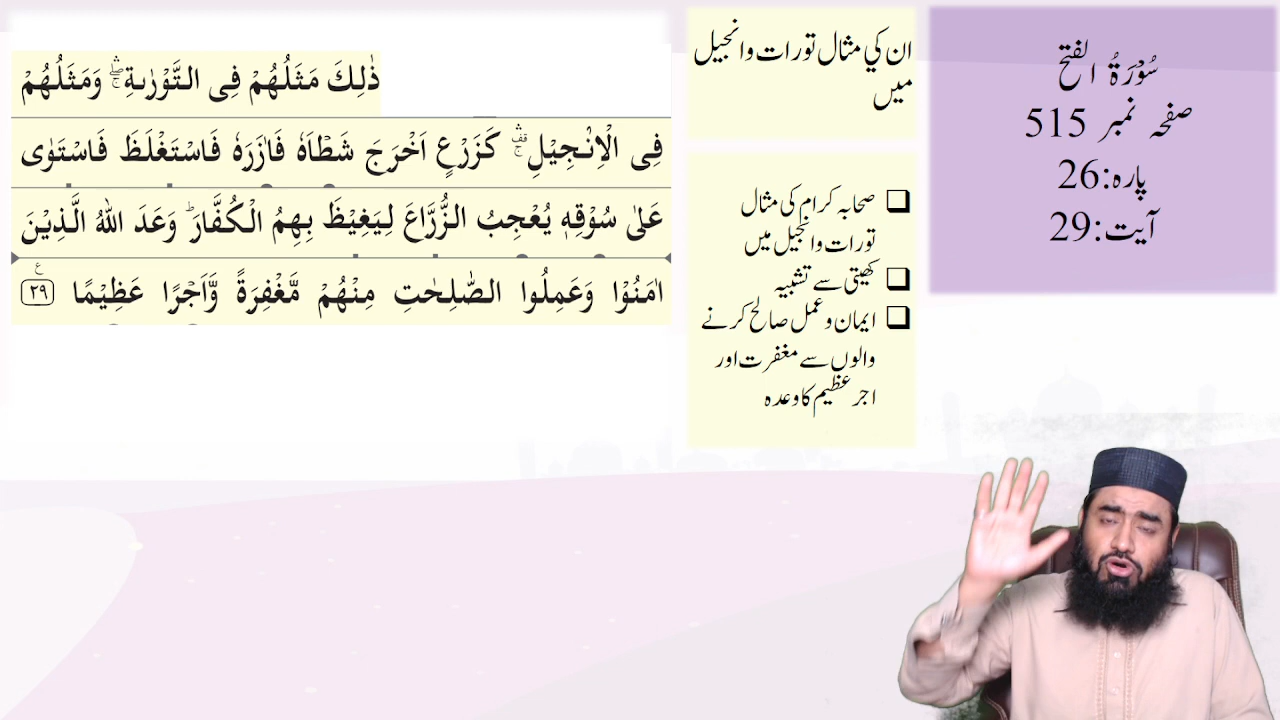 سُوْرَةُ الفتح
صفحہ نمبر 515
پارہ:26
آیت:29
ان کی مثال تورات وانجیل
میں
❑ صحابہ کرام کی مثال
تورات وانجیل میں
❑ کھیتی سے تشبیہ
❑ ایمان وعمل صالح کرنے
والوں سے مغفرت اور
اجر عظیم کا وعدہ
ذٰلِكَ مَثَلُهُمْ فِی التَّوْرٰىةِ ۛۖۚ وَمَثَلُهُمْ
فِی الْاِنْجِیْلِ ۛ۫ۚ كَزَرْعٍ اَخْرَجَ شَطْـَٔهٗ فَاٰزَرَهٗ فَاسْتَغْلَظَ فَاسْتَوٰی
عَلٰی سُوْقِهٖ یُعْجِبُ الزُّرَّاعَ لِیَغِیْظَ بِهِمُ الْكُفَّارَ ؕ وَعَدَ اللّٰهُ الَّذِیْنَ
اٰمَنُوْا وَعَمِلُوا الصّٰلِحٰتِ مِنْهُمْ مَّغْفِرَةً وَّاَجْرًا عَظِیْمًا ۲۹ ع